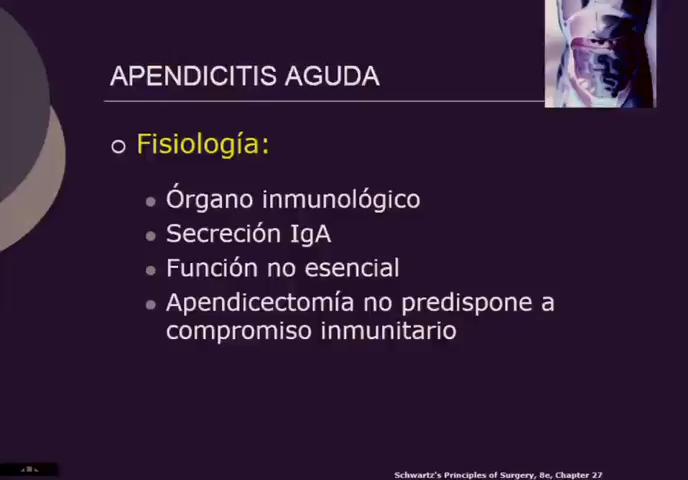 APENDICITIS AGUDA
Fisiología:
Órgano inmunológico
Secreción IgA
Función no esencial
Apendicectomía no predispone a
compromiso inmunitario
Schwartz's Principles of Surgery, 8e, Chapter 27